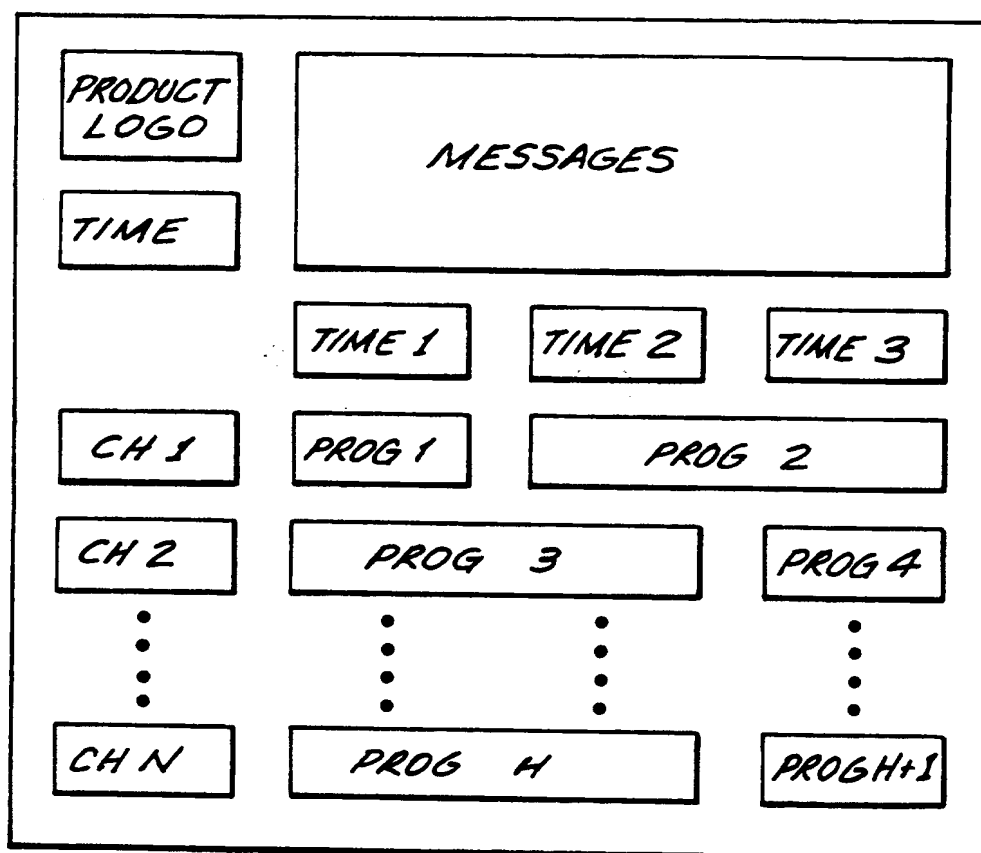 PRODUCT
LOGO
MESSAGES
TIME
TIME 1 TIME 2 TIME 3
CH 1 PROG 1 PROG 2
CH 2 PROG 3 PROG 4
CH N PROG H PROG H+1